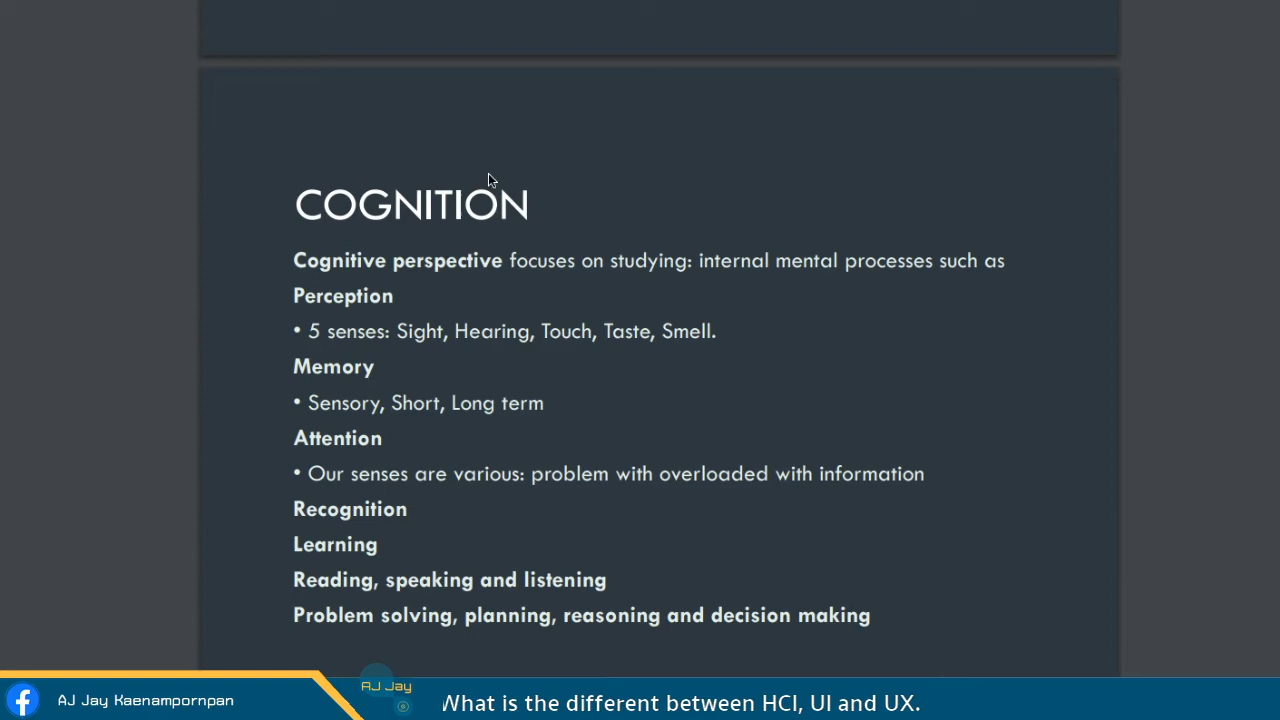 COGNITION
Cognitive perspective focuses on studying: internal mental processes such as
Perception
• 5 senses: Sight, Hearing, Touch, Taste, Smell.
Memory
• Sensory, Short, Long term
Attention
• Our senses are various: problem with overloaded with information
Recognition
Learning
Reading, speaking and listening
Problem solving, planning, reasoning and decision making
AJ Jay
AJ Jay Kaenampornpan
What is the different between HCI, UI and UX.